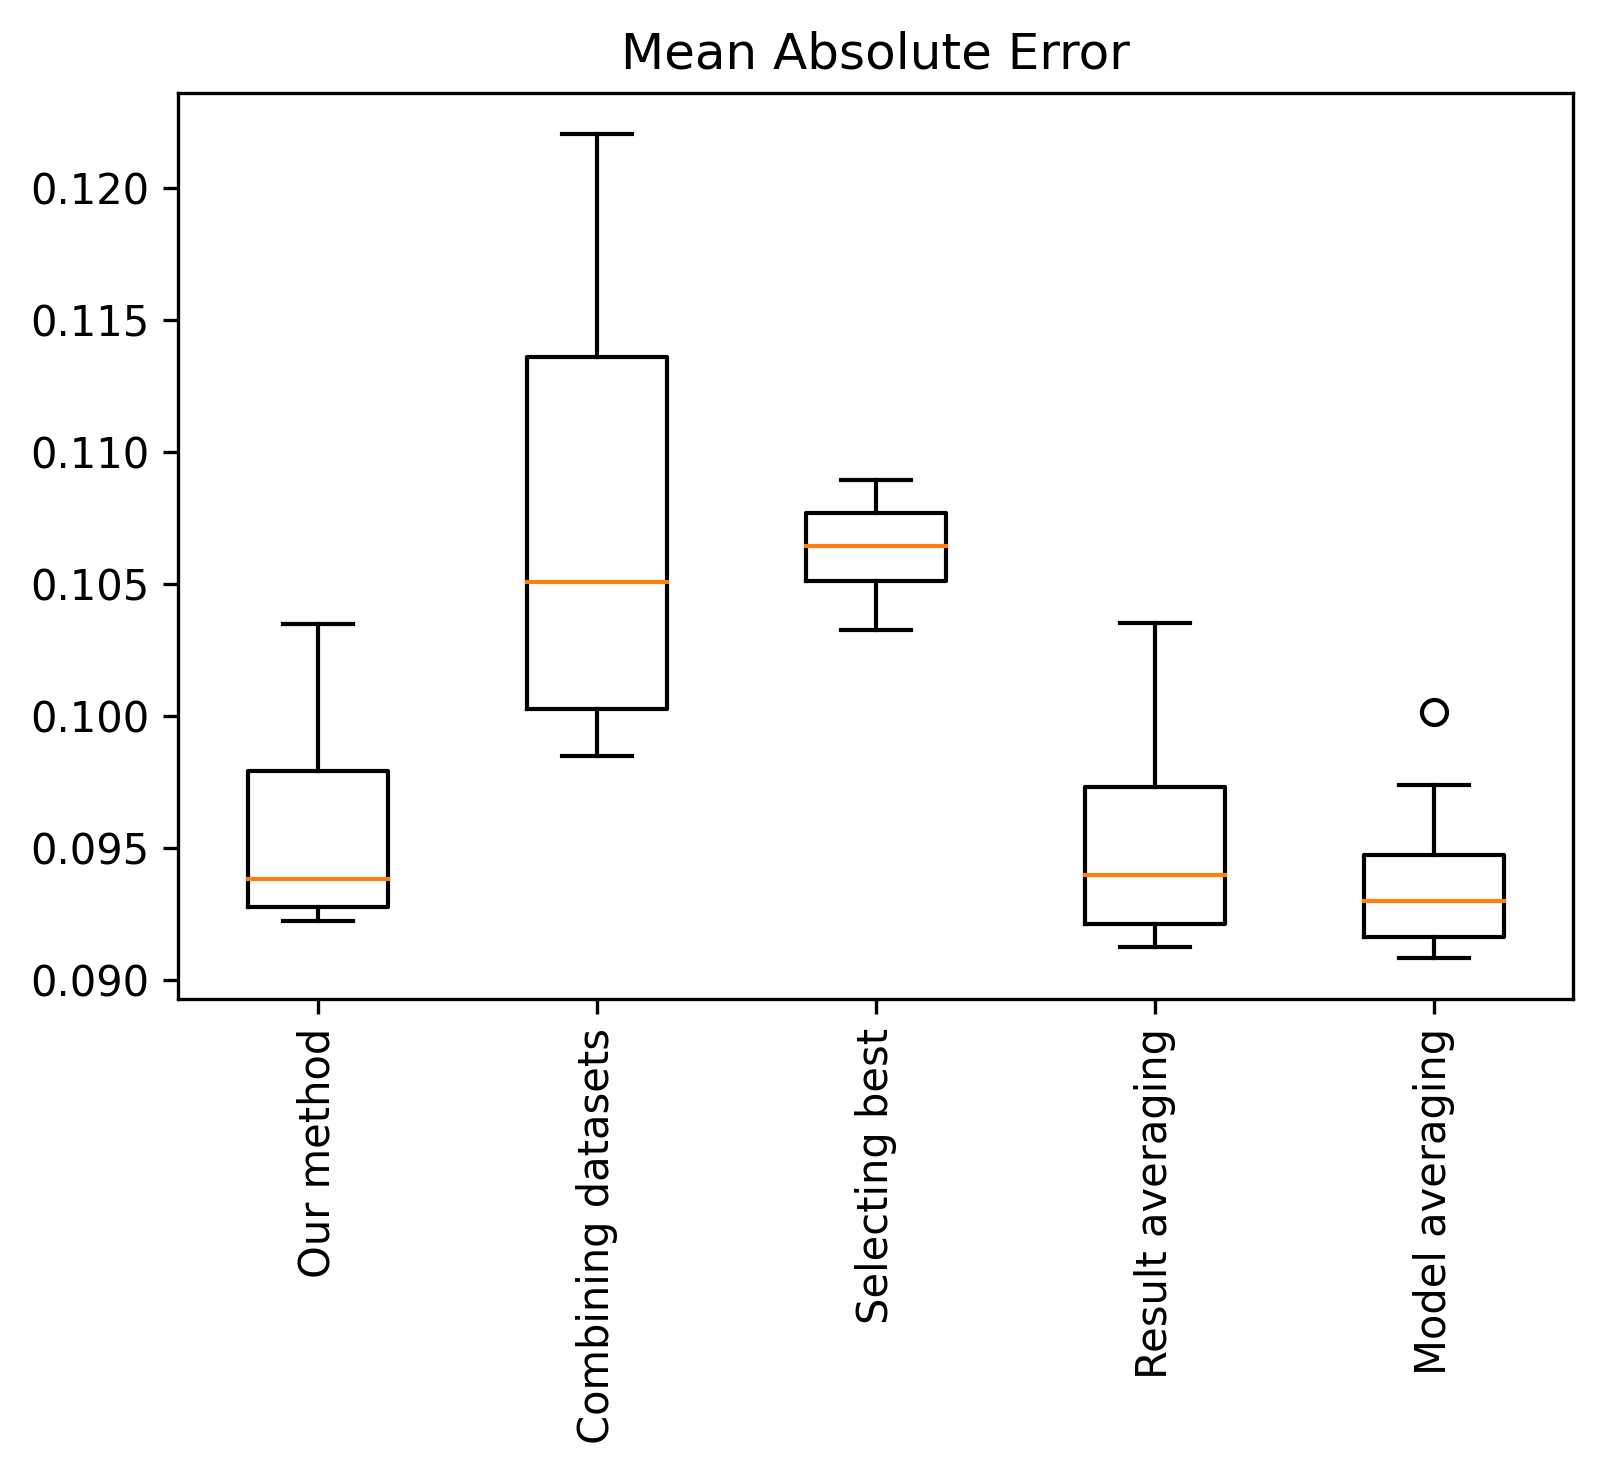 Mean Absolute Error
0.120
0.115
0.110
0.105
0.100
0.095
0.090
Our method
Combining datasets
Selecting best
Result averaging
Model averaging